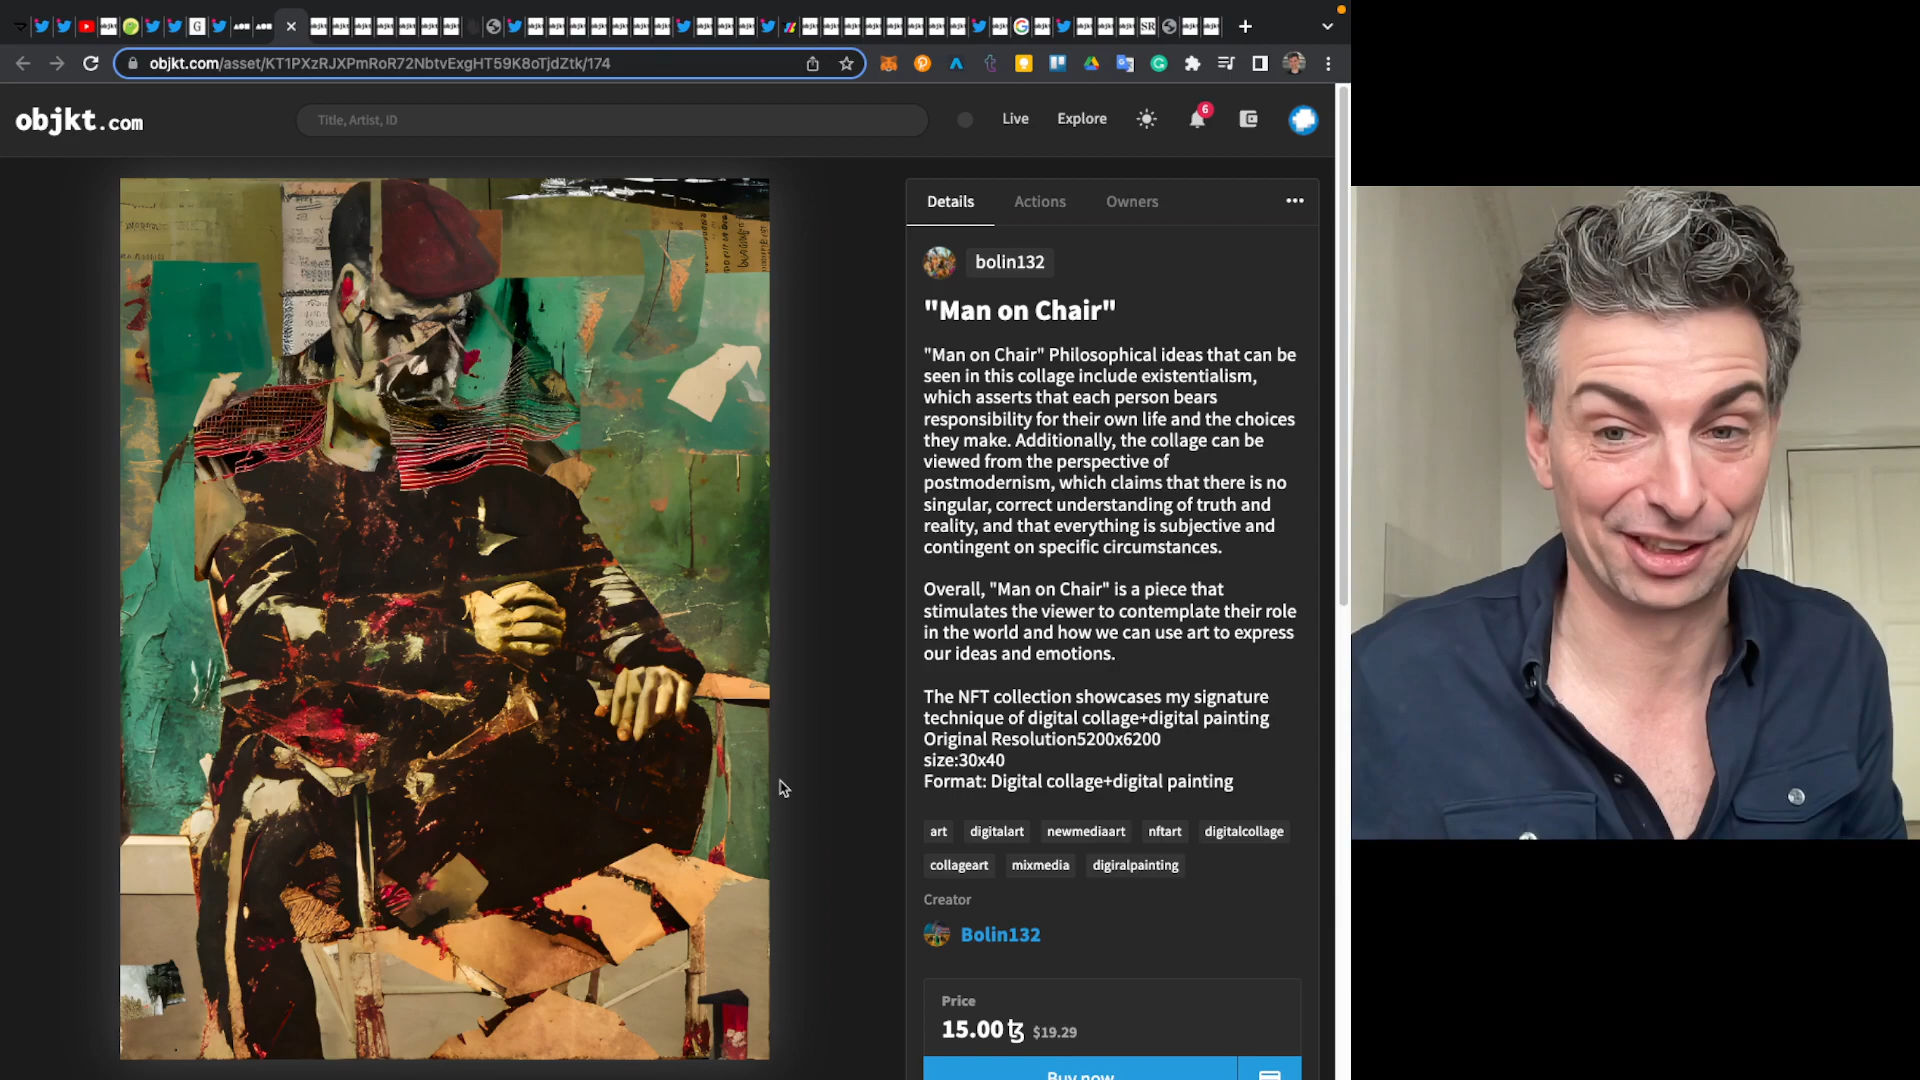 objkt.com/asset/KT1PXzRJXPmRoR72NbtvExgHT59K8oTjdZtk/174
objkt.com
Title, Artist, ID
Live
Explore
6
Details
Actions
Owners
bolin132
"Man on Chair"
"Man on Chair" Philosophical ideas that can be
seen in this collage include existentialism,
which asserts that each person bears
responsibility for their own life and the choices
they make. Additionally, the collage can be
viewed from the perspective of
postmodernism, which claims that there is no
singular, correct understanding of truth and
reality, and that everything is subjective and
contingent on specific circumstances.
Overall, "Man on Chair" is a piece that
stimulates the viewer to contemplate their role
in the world and how we can use art to express
our ideas and emotions.
The NFT collection showcases my signature
technique of digital collage+digital painting
Original Resolution5200x6200
size:30x40
Format: Digital collage+digital painting
art digitalart newmediaart nftart digitalcollage
collageart mixmedia digiralpainting
Creator
Bolin132
Price
15.00 ꜩ $19.29
Buy now